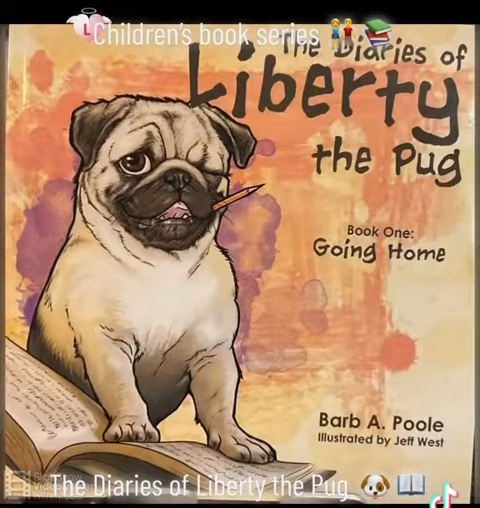 L Children's book series 👫 📚
The Diaries of
Liberty
the Pug
Book One:
Going Home
Barb A. Poole
Illustrated by Jeff West
The Diaries of Liberty the Pug 🐶 📖